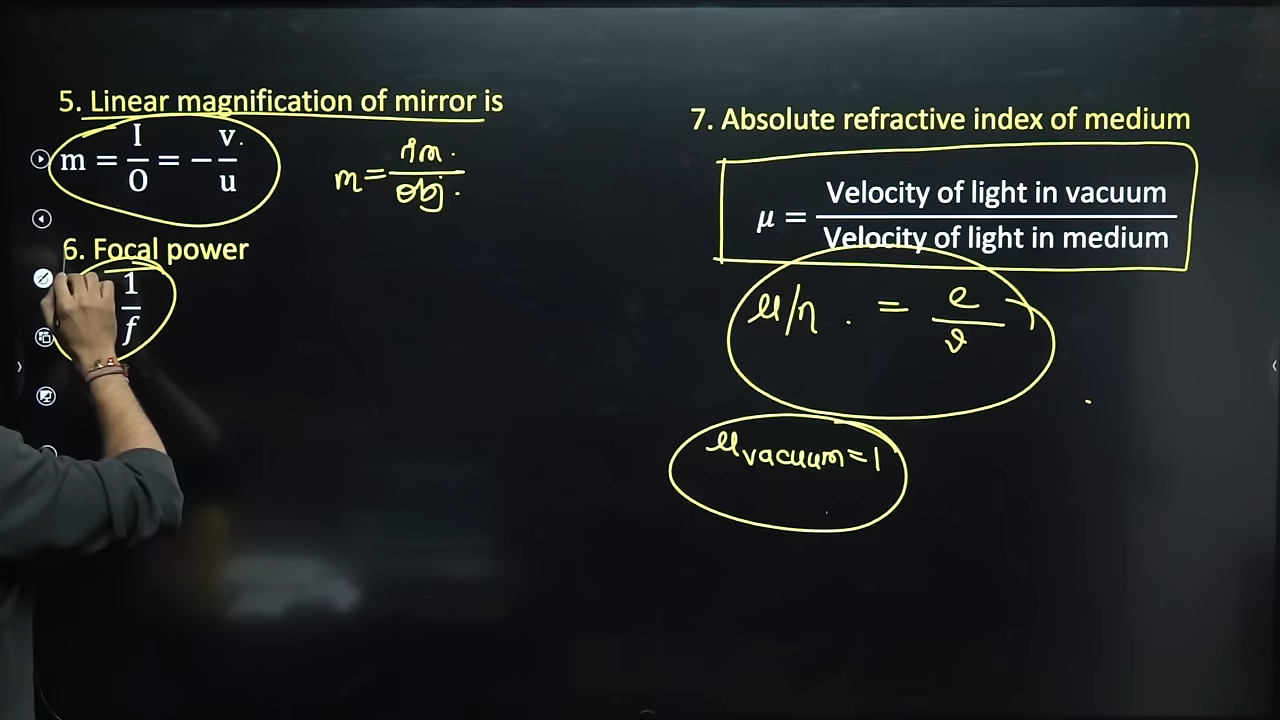 5. Linear magnification of mirror is
m = I/O = −v/u
m = im./obj.
6. Focal power
1/f
7. Absolute refractive index of medium
μ = Velocity of light in vacuum/Velocity of light in medium
μ/η . = c/v
μvacuum=1